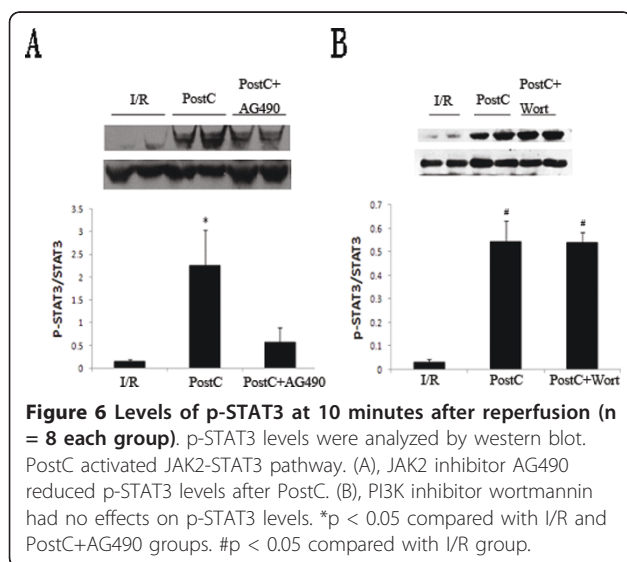 A
B
I/R PostC PostC+
AG490
I/R PostC PostC+
Wort
P-STAT3/STAT3
3.5
3
2.5
2
1.5
1
0.5
0
*
I/R PostC PostC+AG490
p-STAT3/STAT3
0.7
0.6
0.5
0.4
0.3
0.2
0.1
0
# #
I/R PostC PostC+Wort
Figure 6 Levels of p-STAT3 at 10 minutes after reperfusion (n
= 8 each group). p-STAT3 levels were analyzed by western blot.
PostC activated JAK2-STAT3 pathway. (A), JAK2 inhibitor AG490
reduced p-STAT3 levels after PostC. (B), PI3K inhibitor wortmannin
had no effects on p-STAT3 levels. *p < 0.05 compared with I/R and
PostC+AG490 groups. #p < 0.05 compared with I/R group.